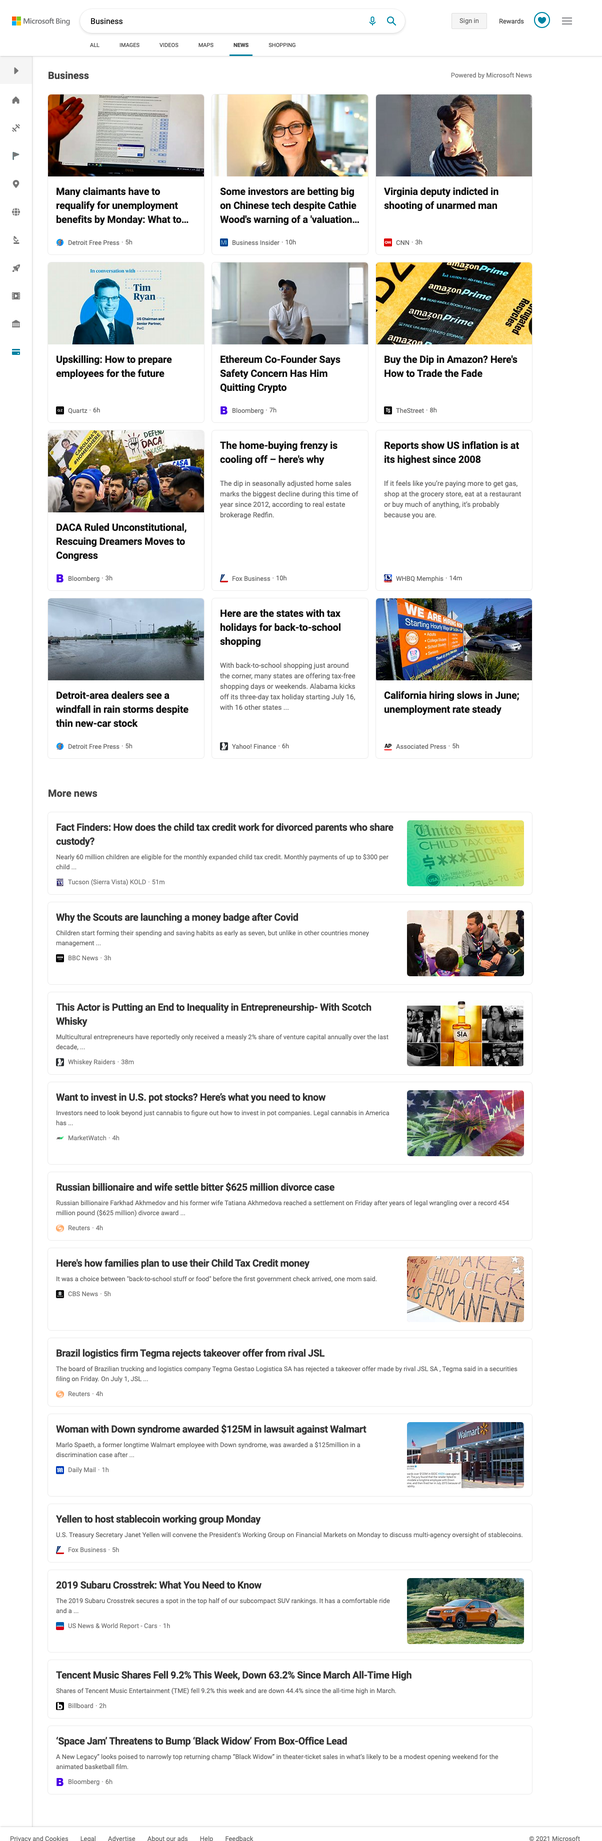 Microsoft Bing
Business
Sign in
Rewards
ALL
IMAGES
VIDEOS
MAPS
NEWS
SHOPPING
Business
Powered by Microsoft News
Many claimants have to
requalify for unemployment
benefits by Monday: What to...
Detroit Free Press · 5h
Some investors are betting big
on Chinese tech despite Cathie
Wood's warning of a 'valuation...
Business Insider · 10h
Virginia deputy indicted in
shooting of unarmed man
CNN · 3h
In conversation with
Tim
Ryan
US Chairman and
Senior Partner,
PwC
Upskilling: How to prepare
employees for the future
Quartz · 6h
Ethereum Co-Founder Says
Safety Concern Has Him
Quitting Crypto
Bloomberg · 7h
amazonPrime
amazonPrime
amazonPrime
Buy the Dip in Amazon? Here's
How to Trade the Fade
TheStreet · 8h
DEFEND
DACA
DACA Ruled Unconstitutional,
Rescuing Dreamers Moves to
Congress
Bloomberg · 3h
The home-buying frenzy is
cooling off – here's why
The dip in seasonally adjusted home sales
marks the biggest decline during this time of
year since 2012, according to real estate
brokerage Redfin.
Fox Business · 10h
Reports show US inflation is at
its highest since 2008
If it feels like you're paying more to get gas,
shop at the grocery store, eat at a restaurant
or buy much of anything, it's probably
because you are.
WHBQ Memphis · 14m
Detroit-area dealers see a
windfall in rain storms despite
thin new-car stock
Detroit Free Press · 5h
Here are the states with tax
holidays for back-to-school
shopping
With back-to-school shopping just around
the corner, many states are offering tax-free
shopping days or weekends. Alabama kicks
off its three-day tax holiday starting July 16,
with 16 other states ...
Yahoo! Finance · 6h
WE ARE
California hiring slows in June;
unemployment rate steady
Associated Press · 5h
More news
Fact Finders: How does the child tax credit work for divorced parents who share
custody?
Nearly 60 million children are eligible for the monthly expanded child tax credit. Monthly payments of up to $300 per
child ...
Tucson (Sierra Vista) KOLD · 51m
United States
CHILD TAX
$***300
Why the Scouts are launching a money badge after Covid
Children start forming their spending and saving habits as early as seven, but unlike in other countries money
management ...
BBC News · 3h
This Actor is Putting an End to Inequality in Entrepreneurship- With Scotch
Whisky
Multicultural entrepreneurs have reportedly only received a measly 2% share of venture capital annually over the last
decade, ...
Whiskey Raiders · 38m
SIA
Want to invest in U.S. pot stocks? Here's what you need to know
Investors need to look beyond just cannabis to figure out how to invest in pot companies. Legal cannabis in America
has ...
MarketWatch · 4h
Russian billionaire and wife settle bitter $625 million divorce case
Russian billionaire Farkhad Akhmedov and his former wife Tatiana Akhmedova reached a settlement on Friday after years of legal wrangling over a record 454
million pound ($625 million) divorce award ...
Reuters · 4h
Here's how families plan to use their Child Tax Credit money
It was a choice between "back-to-school stuff or food" before the first government check arrived, one mom said.
CBS News · 5h
Brazil logistics firm Tegma rejects takeover offer from rival JSL
The board of Brazilian trucking and logistics company Tegma Gestao Logistica SA has rejected a takeover offer made by rival JSL SA , Tegma said in a securities
filing on Friday. On July 1, JSL ...
Reuters · 4h
Woman with Down syndrome awarded $125M in lawsuit against Walmart
Marlo Spaeth, a former longtime Walmart employee with Down syndrome, was awarded a $125million in a
discrimination case after ...
Daily Mail · 1h
Walmart
Yellen to host stablecoin working group Monday
U.S. Treasury Secretary Janet Yellen will convene the President's Working Group on Financial Markets on Monday to discuss multi-agency oversight of stablecoins.
Fox Business · 5h
2019 Subaru Crosstrek: What You Need to Know
The 2019 Subaru Crosstrek secures a spot in the top half of our subcompact SUV rankings. It has a comfortable ride
and a ...
US News & World Report - Cars · 1h
Tencent Music Shares Fell 9.2% This Week, Down 63.2% Since March All-Time High
Shares of Tencent Music Entertainment (TME) fell 9.2% this week and are down 44.4% since the all-time high in March.
Billboard · 2h
'Space Jam' Threatens to Bump 'Black Widow' From Box-Office Lead
A New Legacy" looks poised to narrowly top returning champ "Black Widow" in theater-ticket sales in what's likely to be a modest opening weekend for the
animated basketball film.
Bloomberg · 6h
Privacy and Cookies
Legal
Advertise
About our ads
Help
Feedback
© 2021 Microsoft